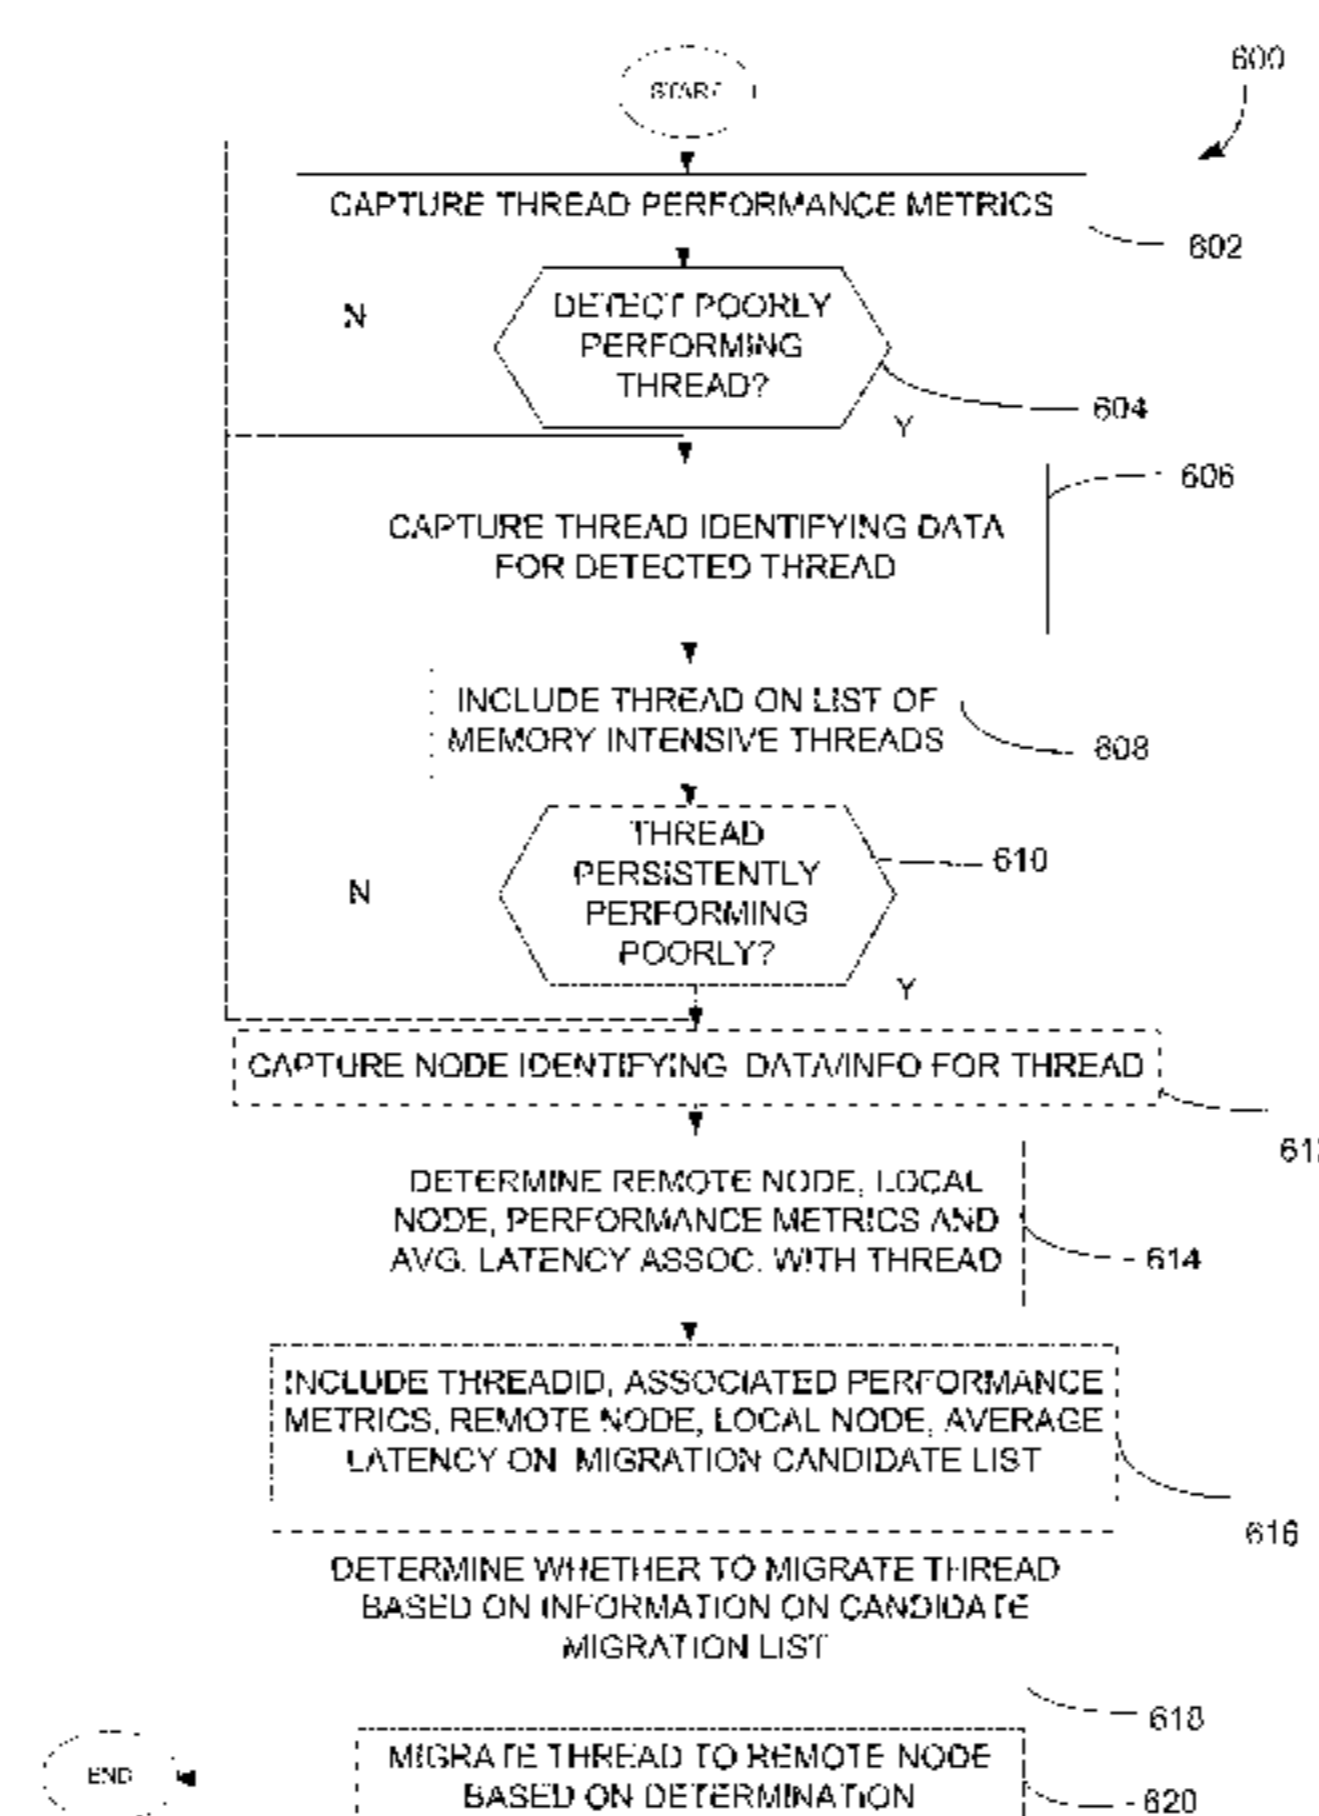 600
START
CAPTURE THREAD PERFORMANCE METRICS
602
N
DETECT POORLY
PERFORMING
THREAD?
604
Y
606
CAPTURE THREAD IDENTIFYING DATA
FOR DETECTED THREAD
INCLUDE THREAD ON LIST OF
MEMORY INTENSIVE THREADS
608
THREAD
PERSISTENTLY
PERFORMING
POORLY?
610
N
Y
CAPTURE NODE IDENTIFYING DATA/INFO FOR THREAD
DETERMINE REMOTE NODE, LOCAL
NODE, PERFORMANCE METRICS AND
AVG. LATENCY ASSOC. WITH THREAD
614
INCLUDE THREADID, ASSOCIATED PERFORMANCE
METRICS, REMOTE NODE, LOCAL NODE, AVERAGE
LATENCY ON MIGRATION CANDIDATE LIST
616
DETERMINE WHETHER TO MIGRATE THREAD
BASED ON INFORMATION ON CANDIDATE
MIGRATION LIST
618
END
MIGRATE THREAD TO REMOTE NODE
BASED ON DETERMINATION
620